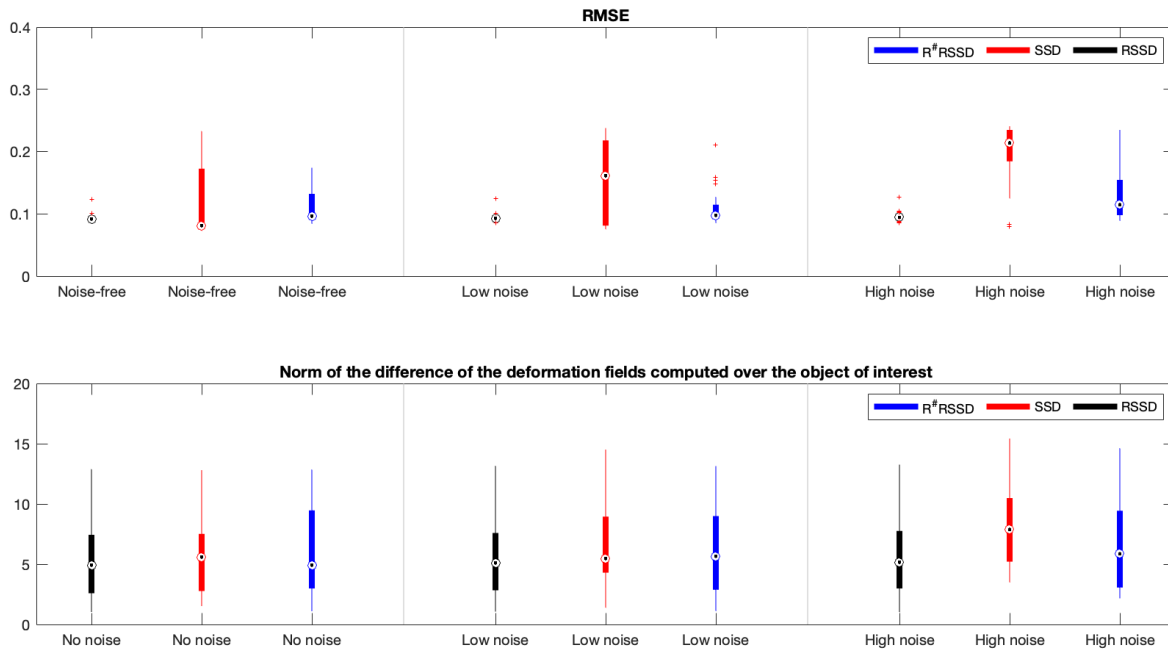 RMSE
0.4
0.3
0.2
0.1
0
R#RSSD SSD RSSD
Noise-free Noise-free Noise-free Low noise Low noise Low noise High noise High noise High noise
Norm of the difference of the deformation fields computed over the object of interest
20
15
10
5
0
R#RSSD SSD RSSD
No noise No noise No noise Low noise Low noise Low noise High noise High noise High noise